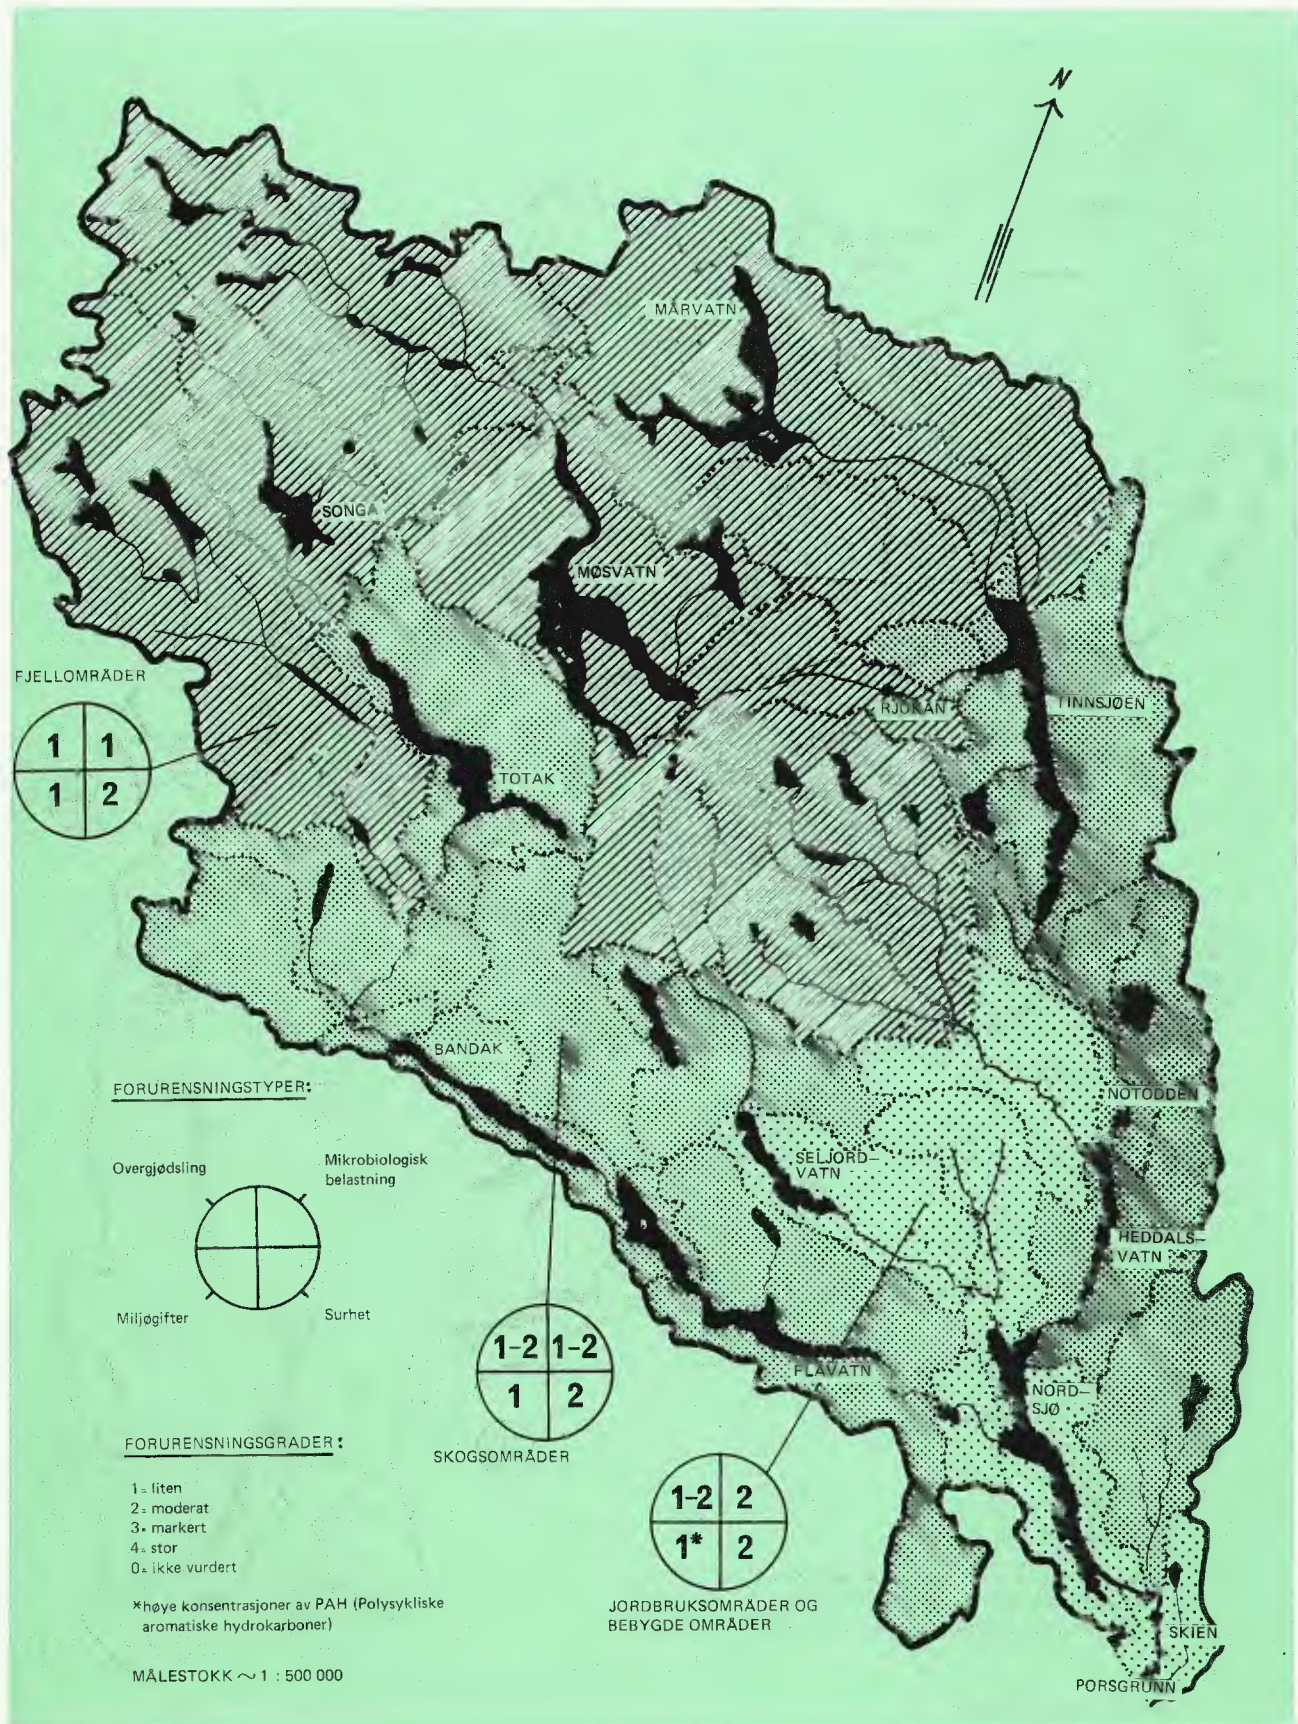 N
MÅRVATN
SONGA
MØSVATN
FJELLOMRÅDER
1 1
1 2
RJUKAN
TINNSJØEN
TOTAK
BANDAK
FORURENSNINGSTYPER:
NOTODDEN
Overgjødsling
Mikrobiologisk
belastning
SELJORD–
VATN
HEDDALS–
VATN
Miljøgifter
Surhet
1-2 1-2
1 2
FLÅVATN
NORD–
SJØ
FORURENSNINGSGRADER:
SKOGSOMRÅDER
1= liten
2= moderat
3= markert
4= stor
0= ikke vurdert
1-2 2
1* 2
*høye konsentrasjoner av PAH (Polysykliske
aromatiske hydrokarboner)
JORDBRUKSOMRÅDER OG
BEBYGDE OMRÅDER
SKIEN
MÅLESTOKK ~ 1 : 500 000
PORSGRUNN